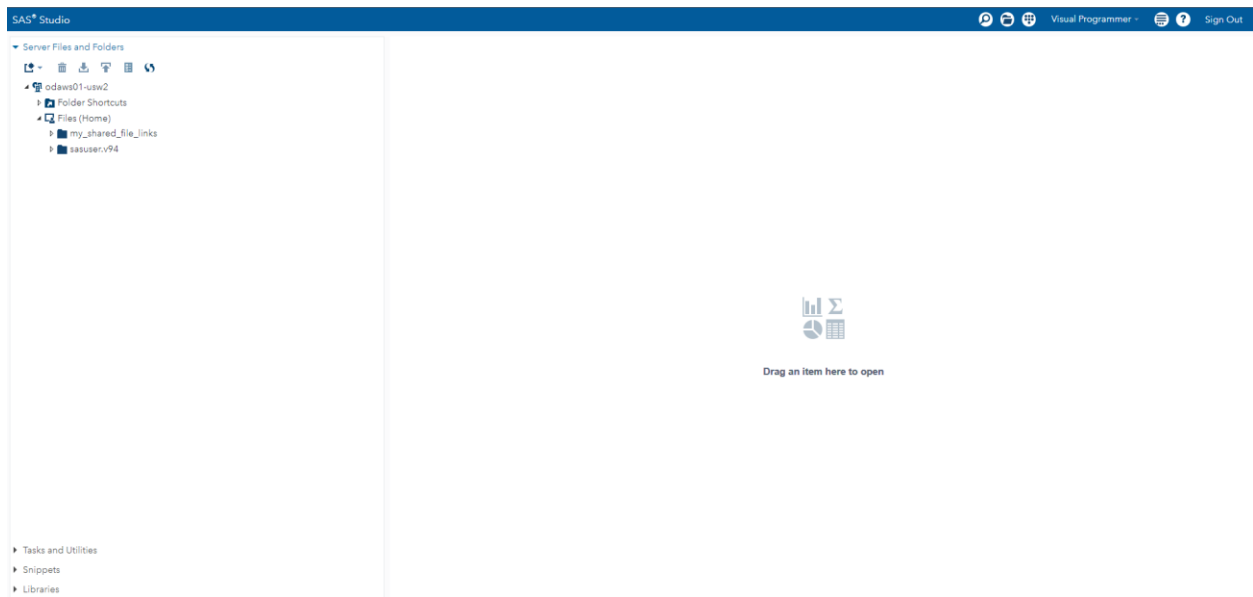 SAS® Studio
Visual Programmer
Sign Out
Server Files and Folders
odaws01-usw2
Folder Shortcuts
Files (Home)
my_shared_file_links
sasuser.v94
Drag an item here to open
Tasks and Utilities
Snippets
Libraries